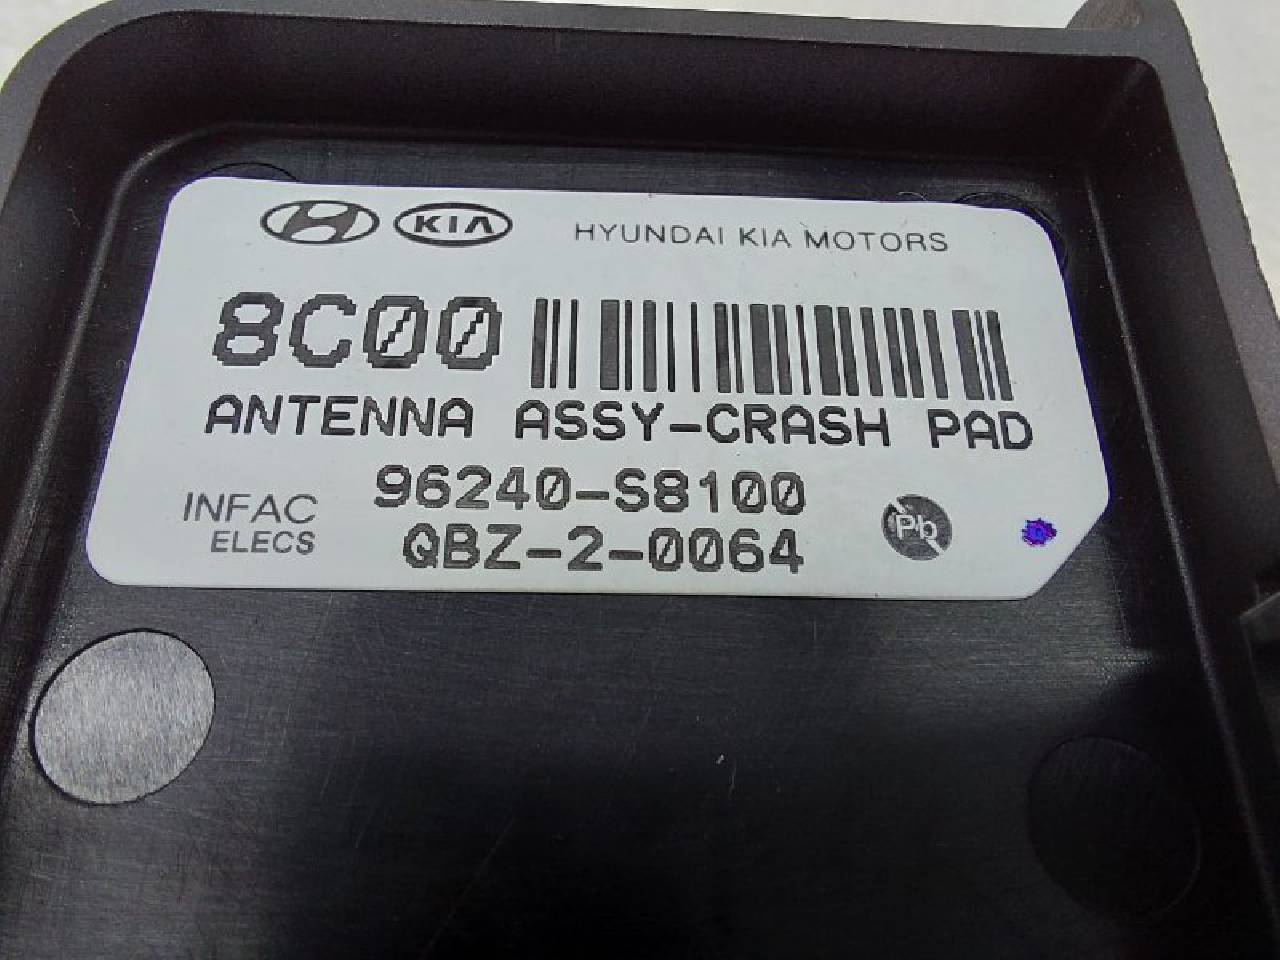 KIA HYUNDAI KIA MOTORS
8C00
ANTENNA ASSY-CRASH PAD
96240-S8100
INFAC
ELECS QBZ-2-0064
Pb